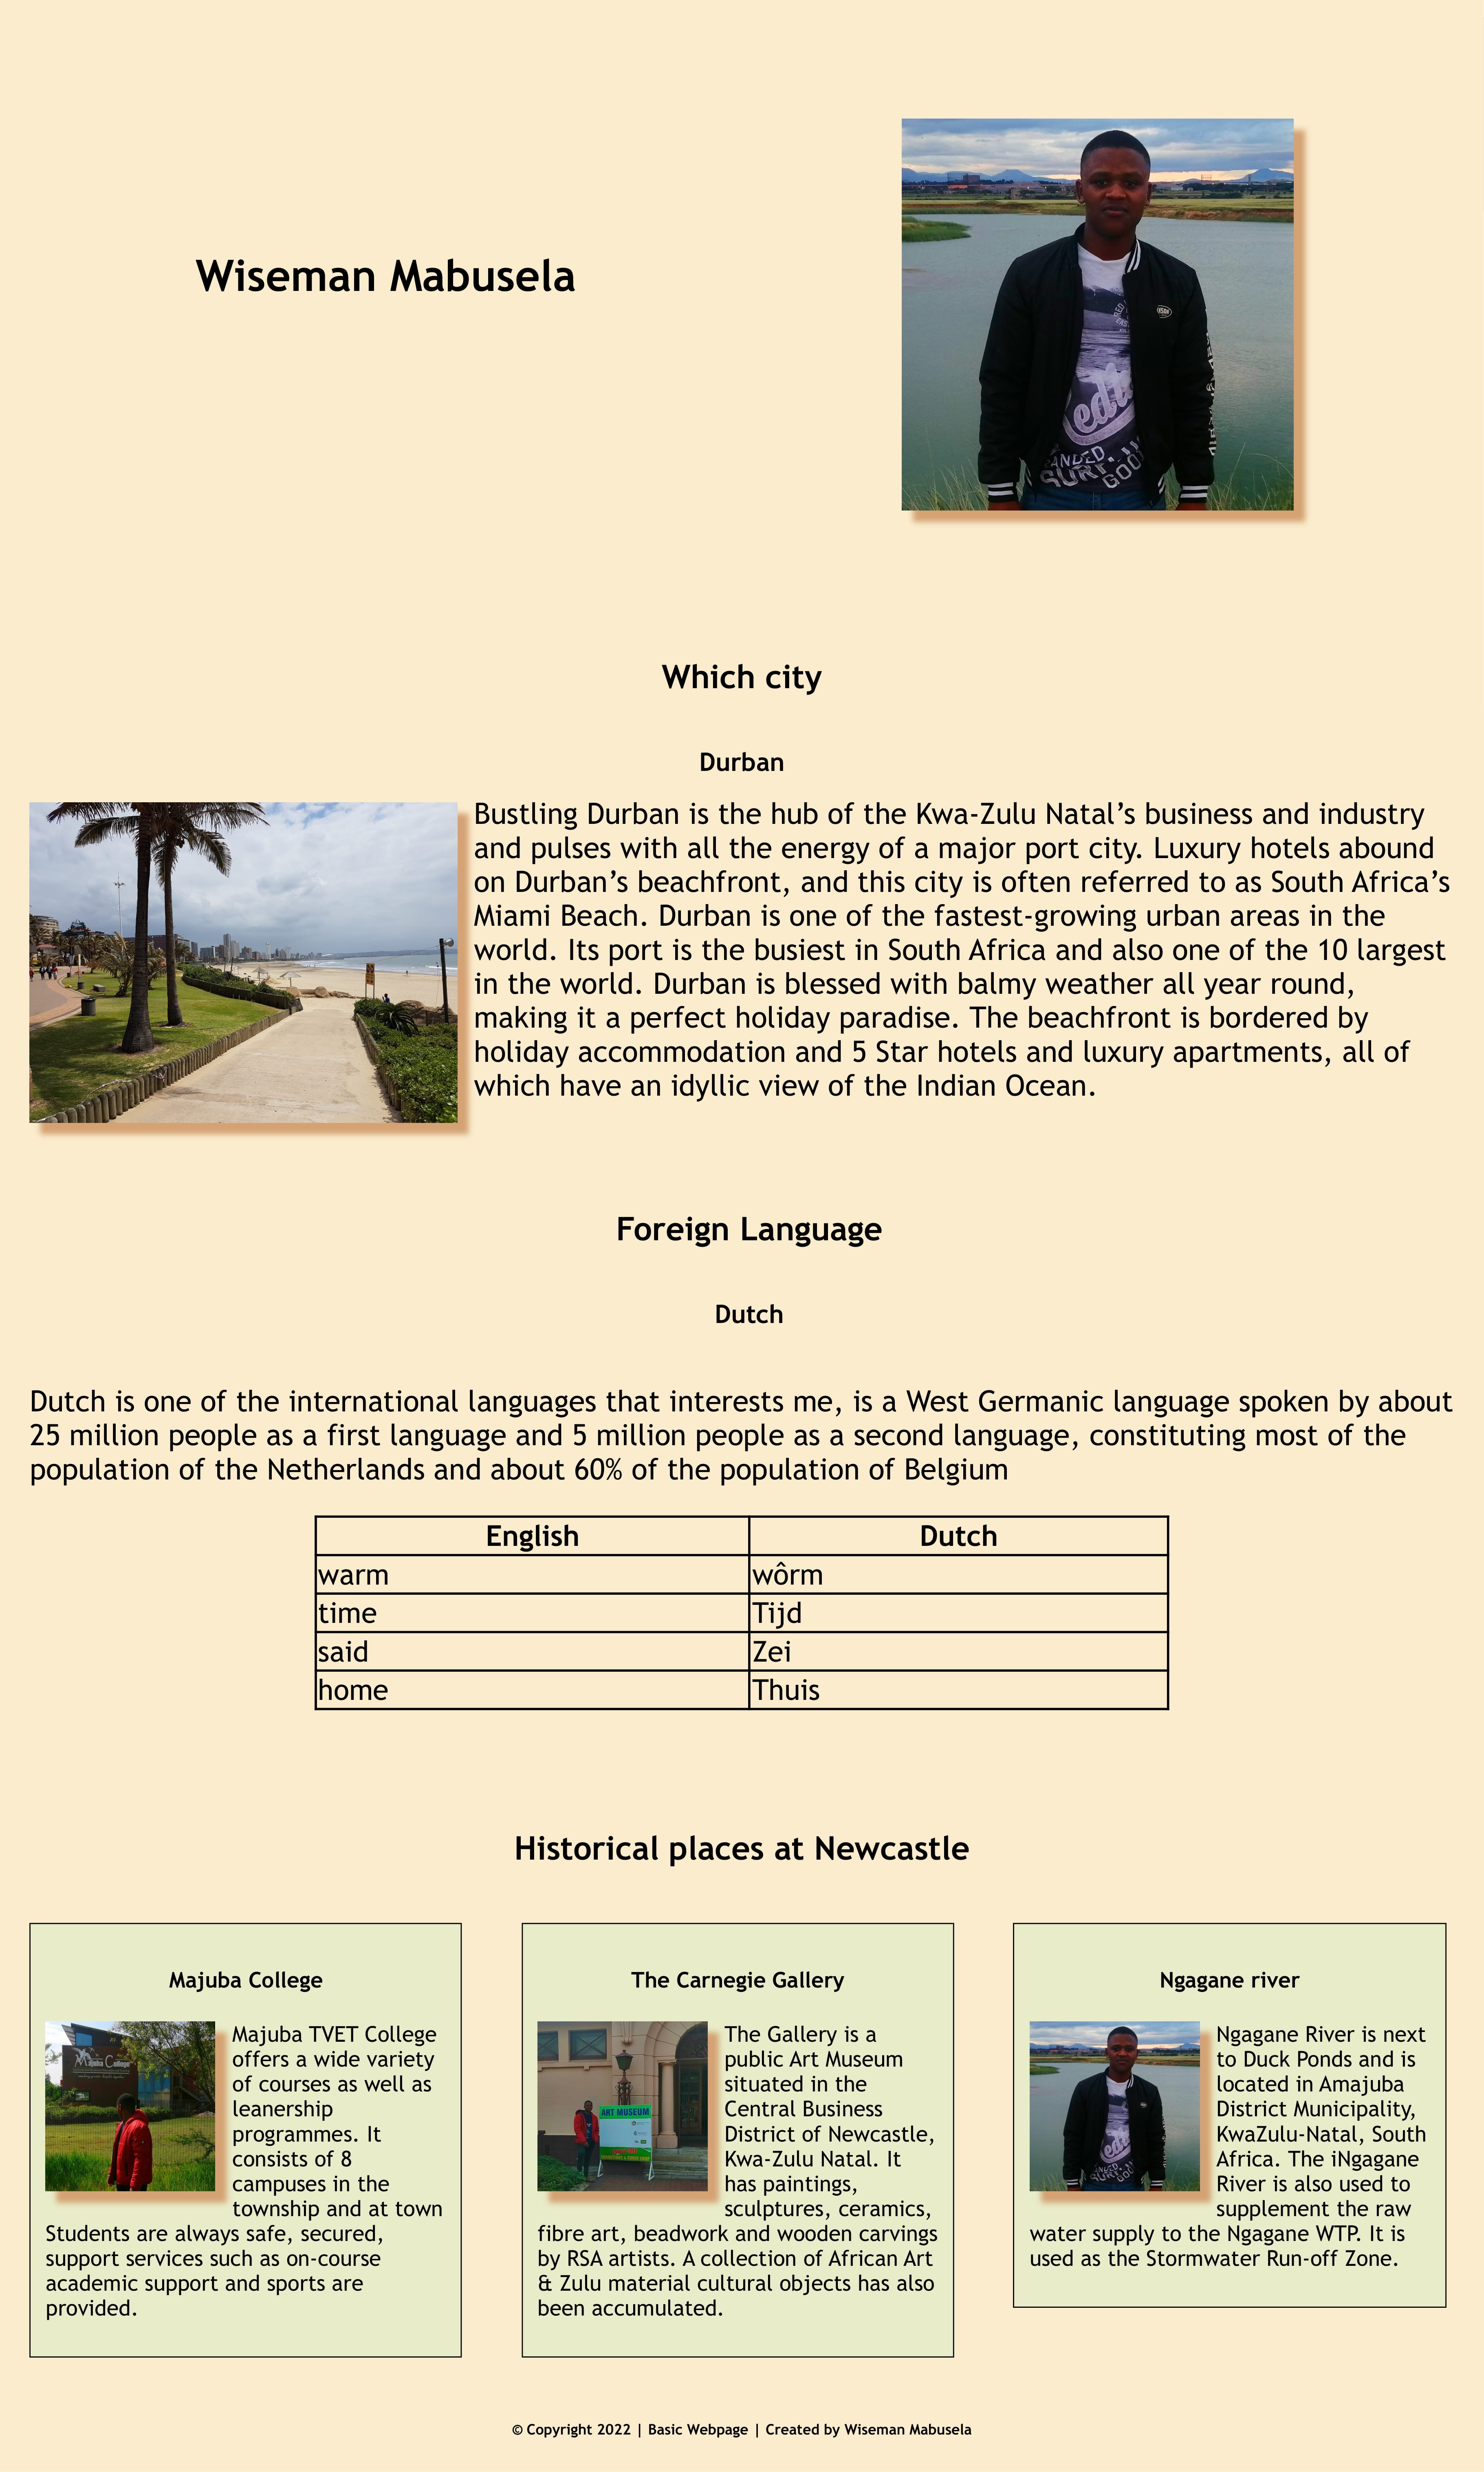 Wiseman Mabusela
edt
ANDED
SURF.
GOO
Which city
Durban
Bustling Durban is the hub of the Kwa-Zulu Natal’s business and industry
and pulses with all the energy of a major port city. Luxury hotels abound
on Durban’s beachfront, and this city is often referred to as South Africa’s
Miami Beach. Durban is one of the fastest-growing urban areas in the
world. Its port is the busiest in South Africa and also one of the 10 largest
in the world. Durban is blessed with balmy weather all year round,
making it a perfect holiday paradise. The beachfront is bordered by
holiday accommodation and 5 Star hotels and luxury apartments, all of
which have an idyllic view of the Indian Ocean.
Foreign Language
Dutch
Dutch is one of the international languages that interests me, is a West Germanic language spoken by about
25 million people as a first language and 5 million people as a second language, constituting most of the
population of the Netherlands and about 60% of the population of Belgium
English Dutch
warm wôrm
time Tijd
said Zei
home Thuis
Historical places at Newcastle
Majuba College
Majuba College
Majuba TVET College
offers a wide variety
of courses as well as
leanership
programmes. It
consists of 8
campuses in the
township and at town
Students are always safe, secured,
support services such as on-course
academic support and sports are
provided.
The Carnegie Gallery
ART MUSEUM
The Gallery is a
public Art Museum
situated in the
Central Business
District of Newcastle,
Kwa-Zulu Natal. It
has paintings,
sculptures, ceramics,
fibre art, beadwork and wooden carvings
by RSA artists. A collection of African Art
& Zulu material cultural objects has also
been accumulated.
Ngagane river
Ngagane River is next
to Duck Ponds and is
located in Amajuba
District Municipality,
KwaZulu-Natal, South
Africa. The iNgagane
River is also used to
supplement the raw
water supply to the Ngagane WTP. It is
used as the Stormwater Run-off Zone.
© Copyright 2022 | Basic Webpage | Created by Wiseman Mabusela